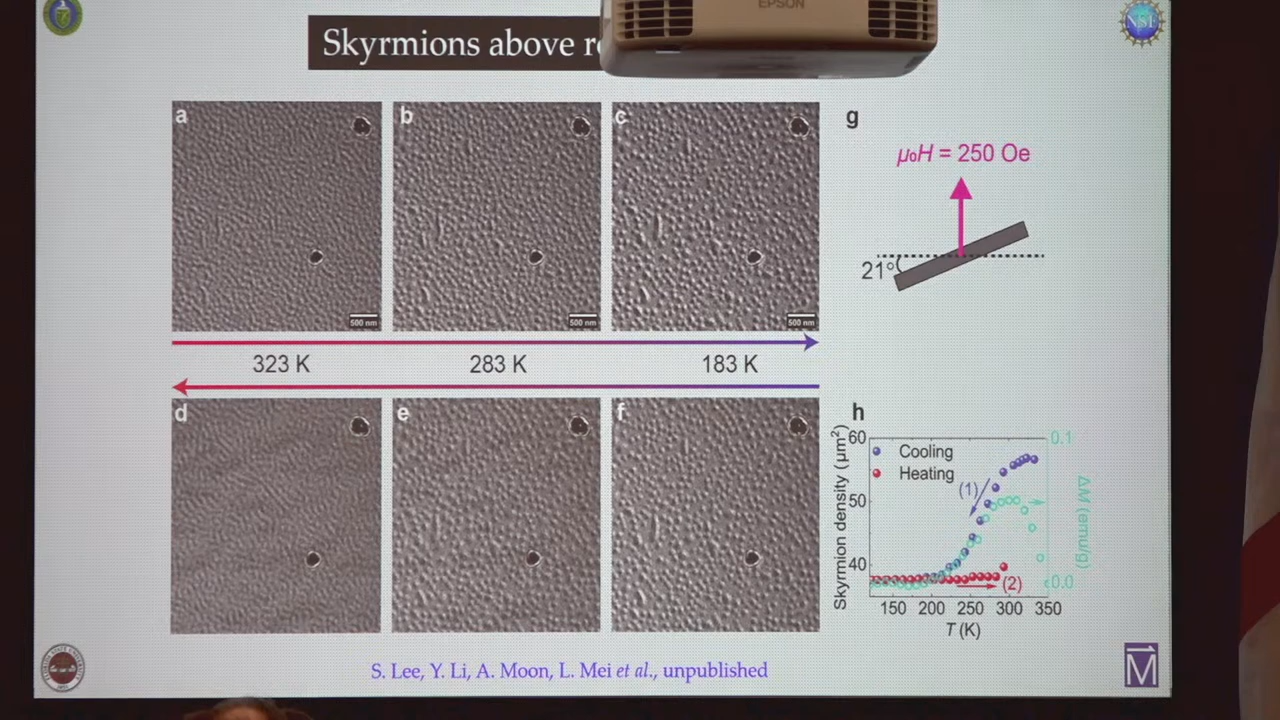 EPSON
Skyrmions above
NSF
a
b
c
g
μ₀H = 250 Oe
21°
500 nm
500 nm
500 nm
323 K
283 K
183 K
d
e
f
h
Skyrmion density (μm²)
60
50
40
Cooling
Heating
(1)
(2)
0.1
0.0
ΔM (emu/g)
150 200 250 300 350
T (K)
S. Lee, Y. Li, A. Moon, L. Mei et al., unpublished
M